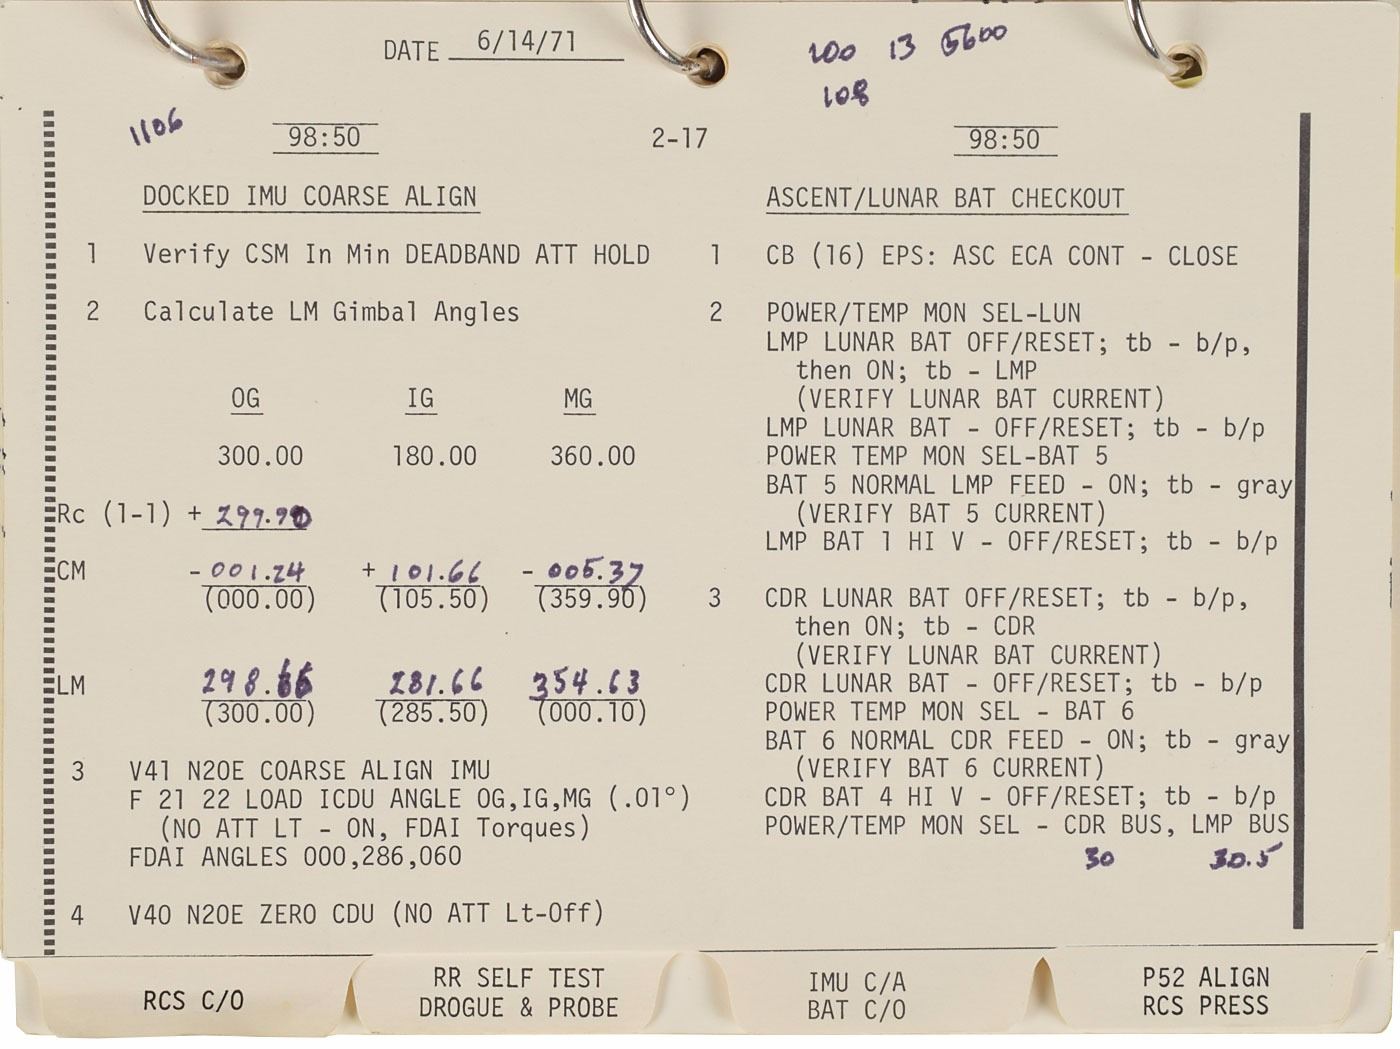 DATE 6/14/71
200 13 5600
108
1106
98:50 2-17 98:50
DOCKED IMU COARSE ALIGN
1 Verify CSM In Min DEADBAND ATT HOLD
2 Calculate LM Gimbal Angles
OG IG MG
300.00 180.00 360.00
Rc (1-1) + 299.90
CM -001.24 +101.66 -005.37
(000.00) (105.50) (359.90)
LM 298.66 281.66 354.63
(300.00) (285.50) (000.10)
3 V41 N20E COARSE ALIGN IMU
F 21 22 LOAD ICDU ANGLE OG,IG,MG (.01°)
(NO ATT LT - ON, FDAI Torques)
FDAI ANGLES 000,286,060
4 V40 N20E ZERO CDU (NO ATT Lt-Off)
ASCENT/LUNAR BAT CHECKOUT
1 CB (16) EPS: ASC ECA CONT - CLOSE
2 POWER/TEMP MON SEL-LUN
LMP LUNAR BAT OFF/RESET; tb - b/p,
then ON; tb - LMP
(VERIFY LUNAR BAT CURRENT)
LMP LUNAR BAT - OFF/RESET; tb - b/p
POWER TEMP MON SEL-BAT 5
BAT 5 NORMAL LMP FEED - ON; tb - gray
(VERIFY BAT 5 CURRENT)
LMP BAT 1 HI V - OFF/RESET; tb - b/p
3 CDR LUNAR BAT OFF/RESET; tb - b/p,
then ON; tb - CDR
(VERIFY LUNAR BAT CURRENT)
CDR LUNAR BAT - OFF/RESET; tb - b/p
POWER TEMP MON SEL - BAT 6
BAT 6 NORMAL CDR FEED - ON; tb - gray
(VERIFY BAT 6 CURRENT)
CDR BAT 4 HI V - OFF/RESET; tb - b/p
POWER/TEMP MON SEL - CDR BUS, LMP BUS
30 30.5
RCS C/O
RR SELF TEST
DROGUE & PROBE
IMU C/A
BAT C/O
P52 ALIGN
RCS PRESS